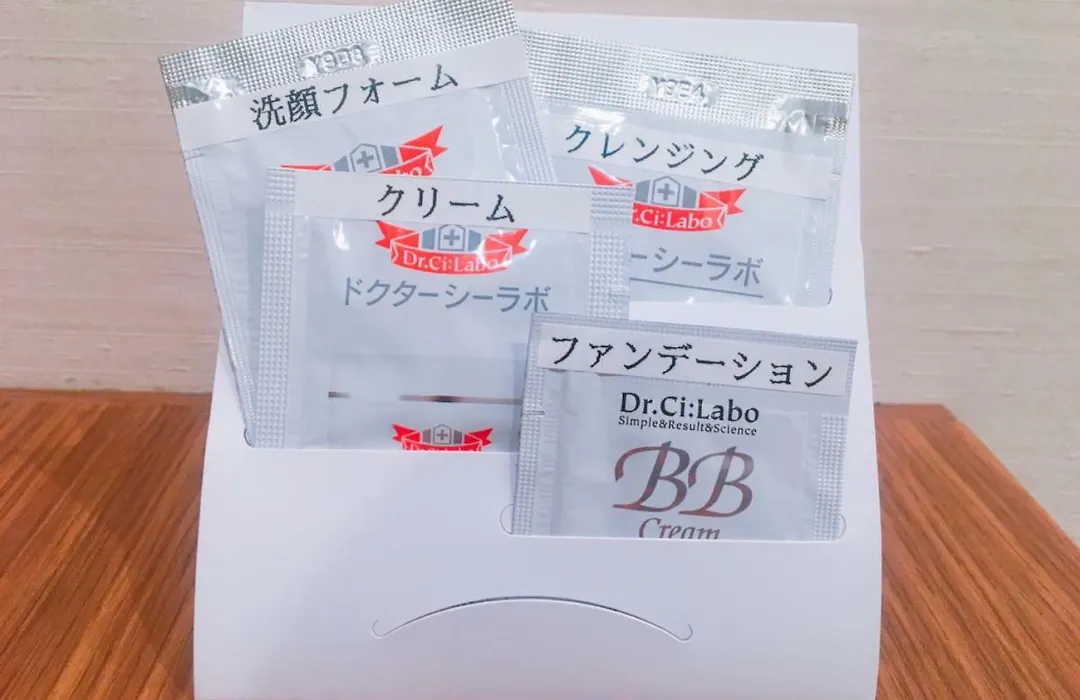 洗顔フォーム
クレンジング
r.Ci:Labo
ーシーラボ
クリーム
Dr.Ci:Labo
ドクターシーラボ
ファンデーション
Dr.Ci:Labo
Simple&Result&Science
BB
Cream